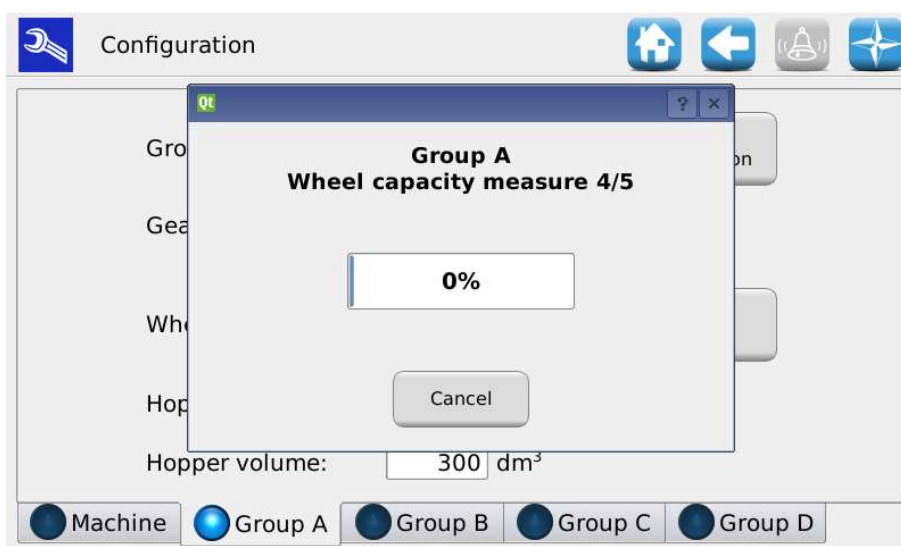 Configuration
Qt
? ×
Group A
Wheel capacity measure 4/5
0%
Cancel
Hopper volume: 300 dm³
Machine Group A Group B Group C Group D